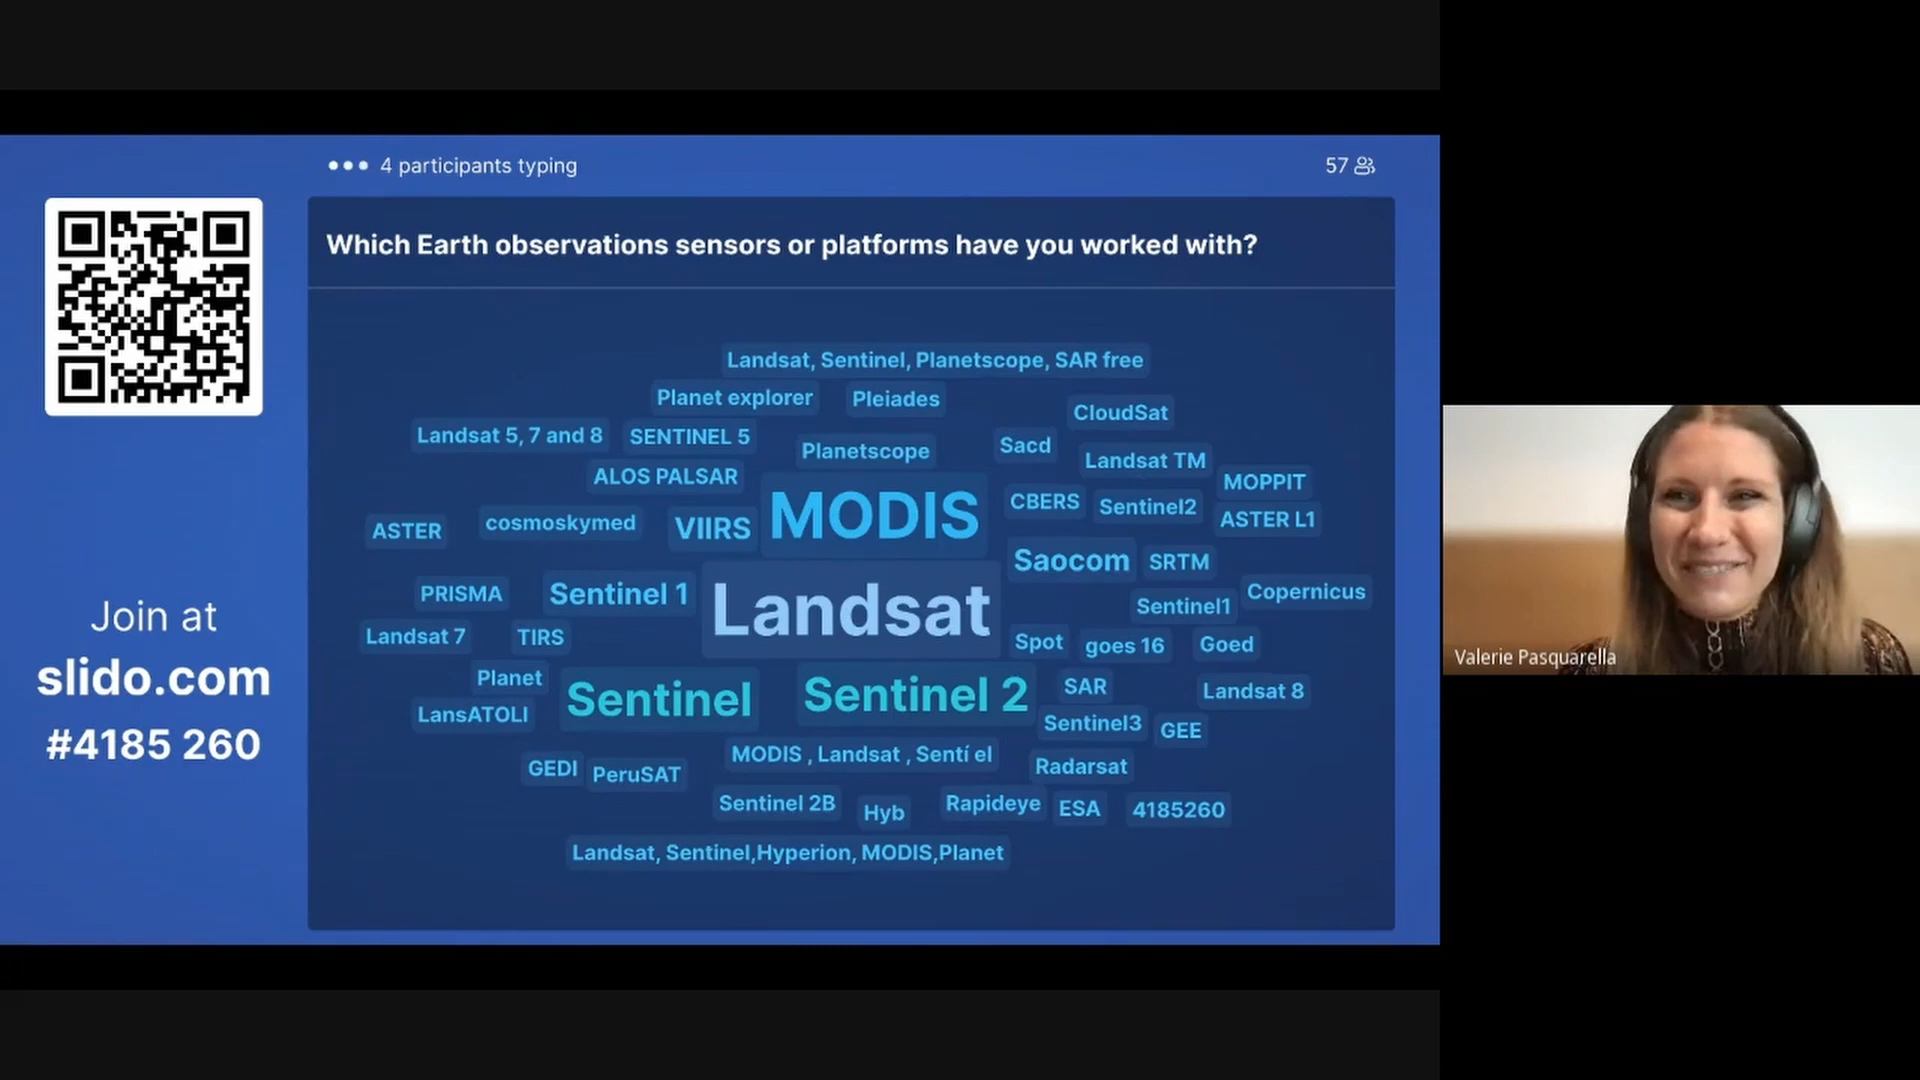 4 participants typing
57
Which Earth observations sensors or platforms have you worked with?
Join at
slido.com
#4185 260
Landsat, Sentinel, Planetscope, SAR free
Planet explorer
Pleiades
CloudSat
Landsat 5, 7 and 8
SENTINEL 5
Planetscope
Sacd
Landsat TM
ALOS PALSAR
MOPPIT
MODIS
CBERS
Sentinel2
ASTER L1
ASTER
cosmoskymed
VIIRS
Saocom
SRTM
PRISMA
Sentinel 1
Landsat
Sentinel1
Copernicus
Landsat 7
TIRS
Spot
goes 16
Goed
Planet
Sentinel
Sentinel 2
SAR
Landsat 8
LansATOLI
Sentinel3
GEE
MODIS , Landsat , Sentí el
GEDI
PeruSAT
Radarsat
Sentinel 2B
Hyb
Rapideye
ESA
4185260
Landsat, Sentinel,Hyperion, MODIS,Planet
Valerie Pasquarella